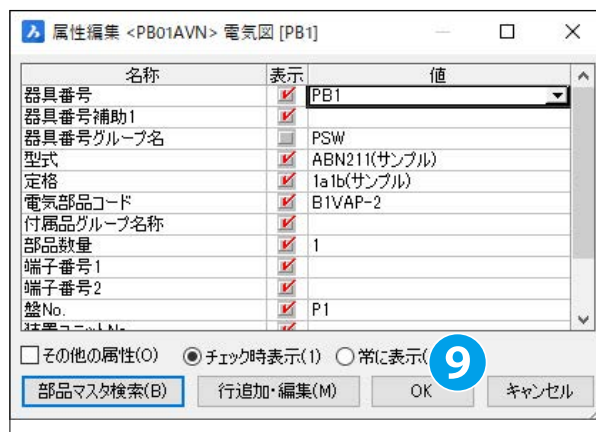 属性編集 <PB01AVN> 電気図 [PB1]
名称 表示 値
器具番号 PB1
器具番号補助1
器具番号グループ名 PSW
型式 ABN211(サンプル)
定格 1a1b(サンプル)
電気部品コード B1VAP-2
付属品グループ名称
部品数量 1
端子番号1
端子番号2
盤No. P1
その他の属性(O) チェック時表示(1) 常に表示(
9
部品マスタ検索(B) 行追加・編集(M) OK キャンセル